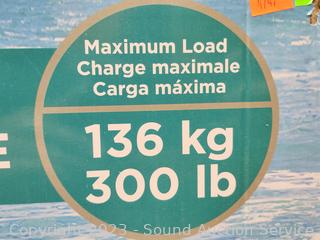 Maximum Load
Charge maximale
Carga máxima
E
136 kg
300 lb
Copyright 2023 - Sound Auction Service